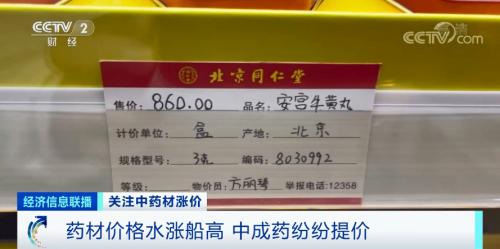 CCTV 2
财经
CCTV.com
北京同仁堂
售价: 860.00 品名: 安宫牛黄丸
计价单位: 盒 产地: 北京
规格型号: 3克 编码: 8030992
等级: 物价员: 方丽琴 举报电话:12358
经济信息联播 关注中药材涨价
药材价格水涨船高 中成药纷纷提价